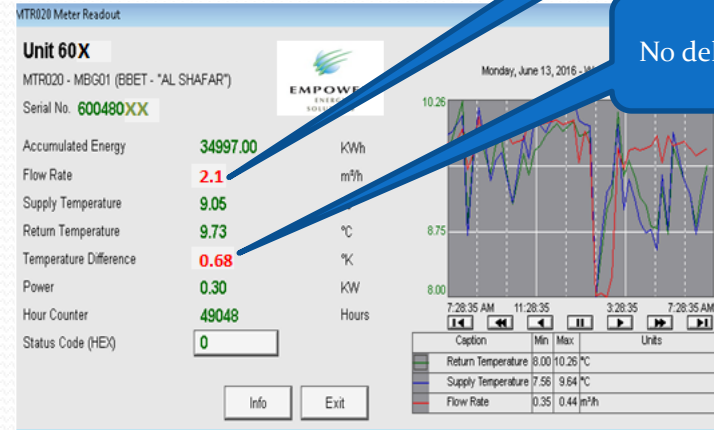 MTR020 Meter Readout
Unit 60X
MTR020 - MBG01 (BBET - "AL SHAFAR")
Serial No. 600480XX
EMPOWER
Monday, June 13, 2016 -
No del
Accumulated Energy 34997.00 KWh
Flow Rate 2.1 m³/h
Supply Temperature 9.05
Return Temperature 9.73 °C
Temperature Difference 0.68 °K
Power 0.30 KW
Hour Counter 49048 Hours
Status Code (HEX) 0
Info Exit
10.26
8.75
8.00
7:28:35 AM 11:28:35 3:28:35 7:28:35 AM
Caption Min Max Units
Return Temperature 8.00 10.26 °C
Supply Temperature 7.56 9.64 °C
Flow Rate 0.35 0.44 m³/h